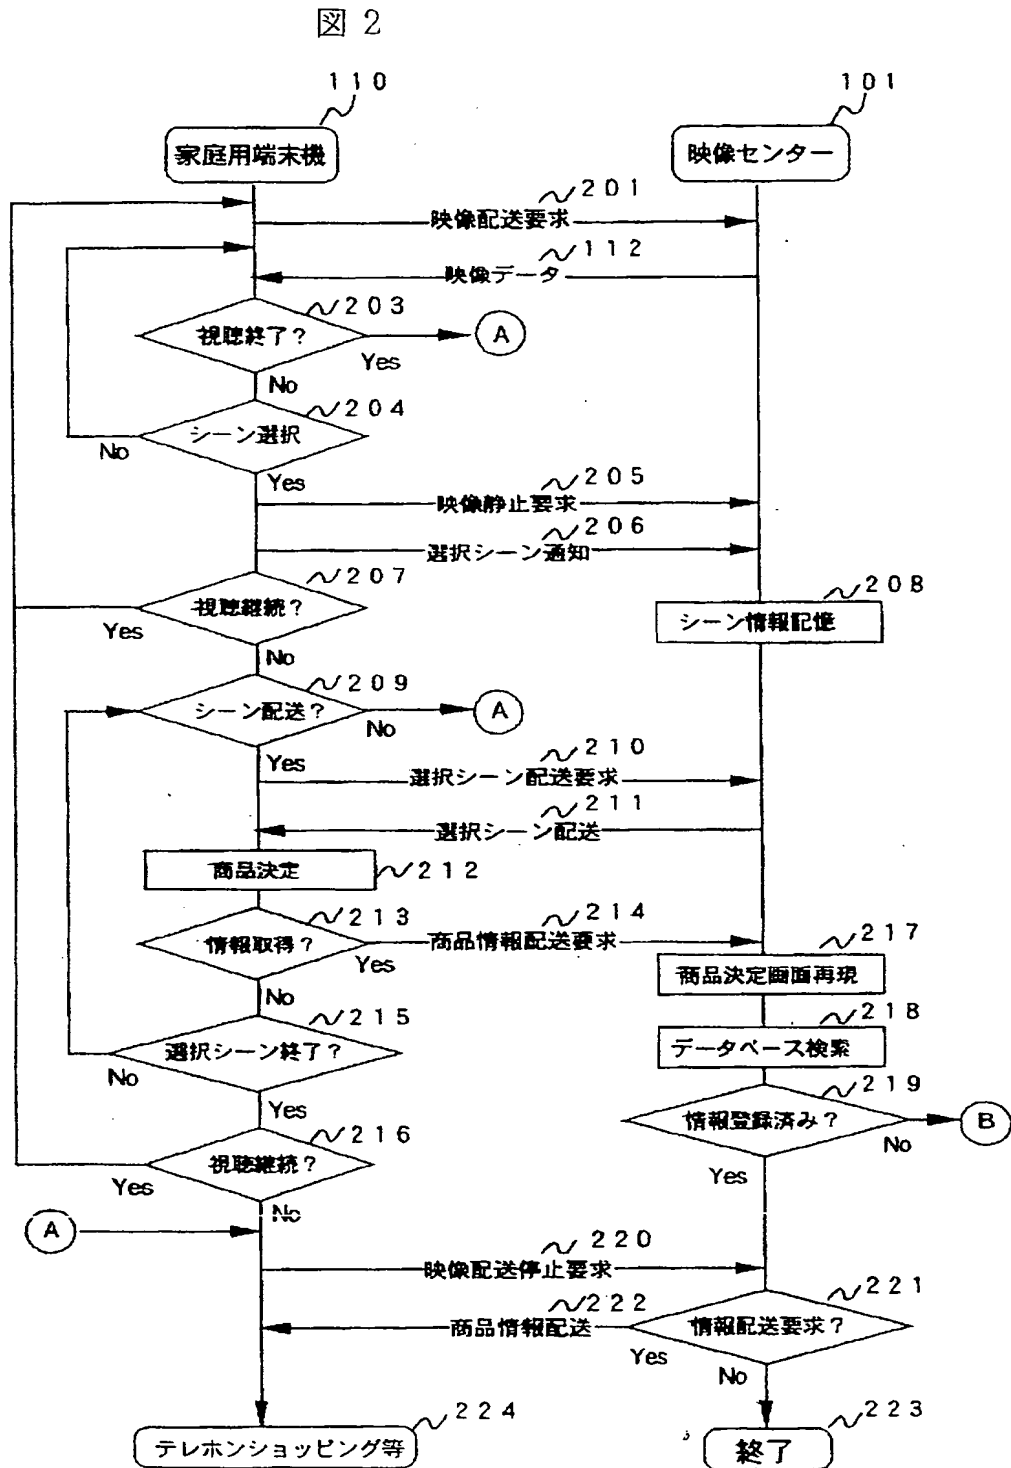 図 2
110
101
家庭用端末機
映像センター
201
映像配送要求
112
映像データ
203
視聴終了?
A
Yes
No
204
シーン選択
No
Yes
205
映像静止要求
206
選択シーン通知
207
208
視聴継続?
シーン情報記憶
Yes
No
209
シーン配送?
A
No
Yes
210
選択シーン配送要求
211
選択シーン配送
商品決定
212
213
214
情報取得?
商品情報配送要求
217
Yes
商品決定画面再現
No
215
218
選択シーン終了?
データベース検索
No
219
Yes
情報登録済み?
B
216
No
視聴継続?
Yes
Yes
No
A
220
映像配送停止要求
222
221
商品情報配送
情報配送要求?
Yes
No
224
223
テレホンショッピング等
終了